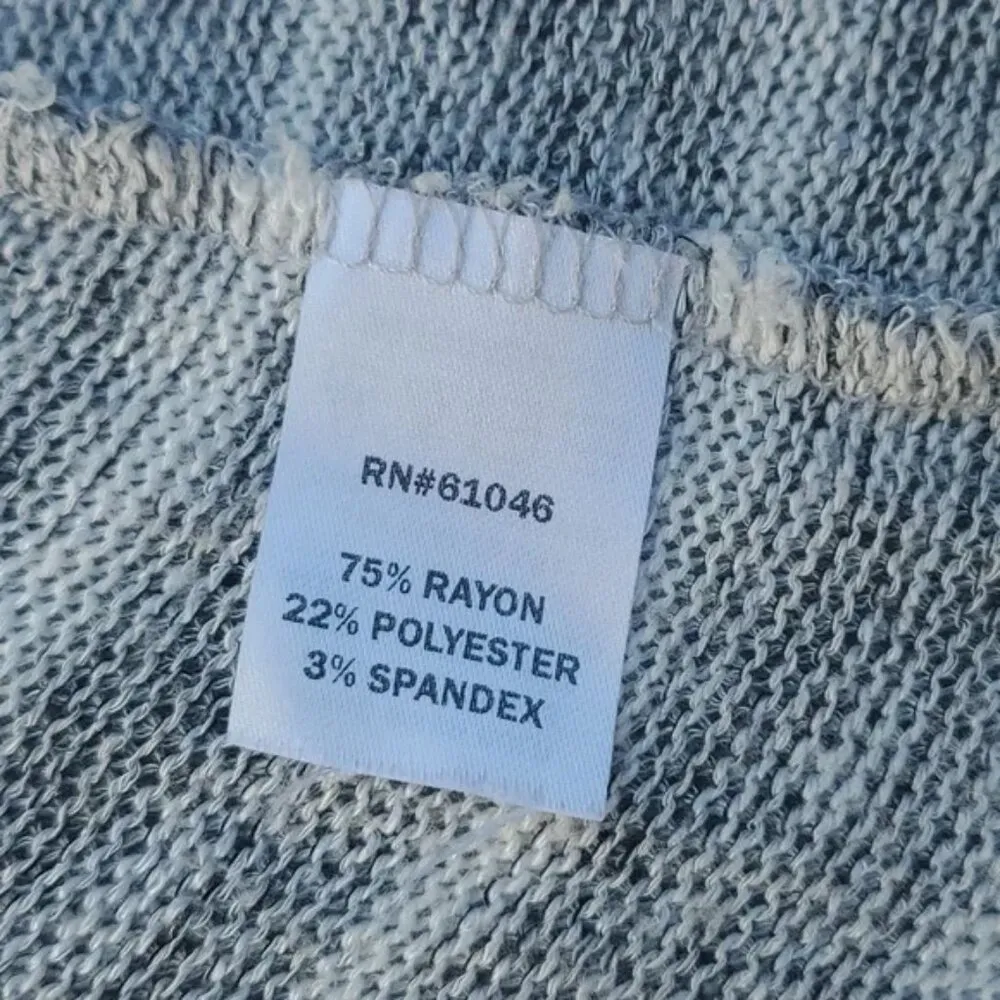 RN#61046
75% RAYON
22% POLYESTER
3% SPANDEX